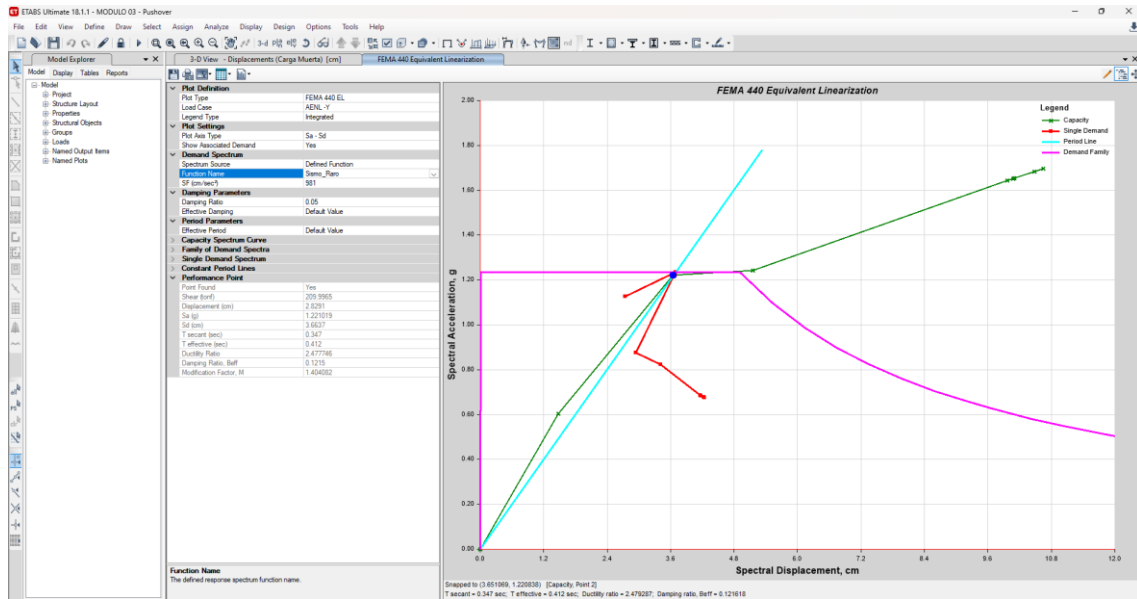 ETABS Ultimate 18.1.1 - MODULO 03 - Pushover
File Edit View Define Draw Select Assign Analyze Display Design Options Tools Help
Model Explorer
3-D View - Displacements (Carga Muerta) [cm]
FEMA 440 Equivalent Linearization
Model Display Tables Reports
Model
Project
Structure Layout
Properties
Structural Objects
Groups
Loads
Named Output Items
Named Plots
Plot Definition
Plot Type FEMA 440 EL
Load Case AENL -Y
Legend Type Integrated
Plot Settings
Plot Axis Type Sa - Sd
Show Associated Demand Yes
Demand Spectrum
Spectrum Source Defined Function
Function Name Sismo_Raro
SF (cm/sec²) 981
Damping Parameters
Damping Ratio 0.05
Effective Damping Default Value
Period Parameters
Effective Period Default Value
Capacity Spectrum Curve
Family of Demand Spectra
Single Demand Spectrum
Constant Period Lines
Performance Point
Point Found Yes
Shear (tonf) 209.9965
Displacement (cm) 2.8291
Sa (g) 1.221019
Sd (cm) 3.6637
T secant (sec) 0.347
T effective (sec) 0.412
Ductility Ratio 2.477746
Damping Ratio, Beff 0.1215
Modification Factor, M 1.404082
Function Name
The defined response spectrum function name.
FEMA 440 Equivalent Linearization
Legend
Capacity
Single Demand
Period Line
Demand Family
Spectral Acceleration, g
2.00
1.80
1.60
1.40
1.20
1.00
0.80
0.60
0.40
0.20
0.00
0.0 1.2 2.4 3.6 4.8 6.0 7.2 8.4 9.6 10.8 12.0
Spectral Displacement, cm
Snapped to (3.651069, 1.220838) [Capacity, Point 2]
T secant = 0.347 sec; T effective = 0.412 sec; Ductility ratio = 2.479287; Damping ratio, Beff = 0.121618